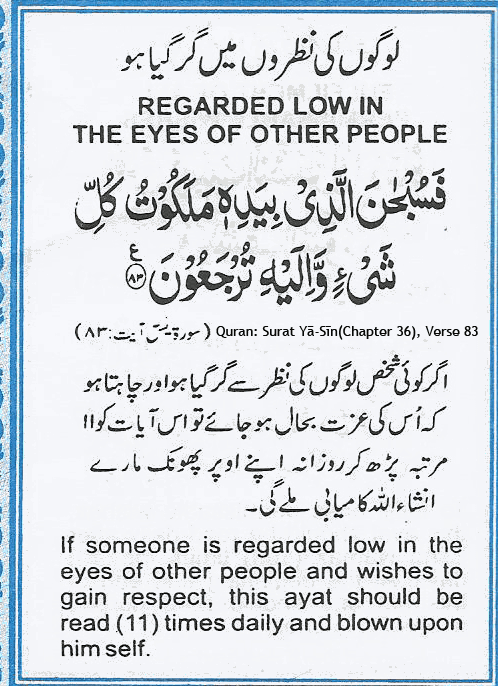 لوگوں کی نظروں میں گر گیا ہو
REGARDED LOW IN
THE EYES OF OTHER PEOPLE
فَسُبْحٰنَ الَّذِىْ بِيَدِهٖ مَلَكُوْتُ كُلِّ
شَىْءٍ وَّاِلَيْهِ تُرْجَعُوْنَ ﴿۸۳﴾ ع
(سورۃ یٰسٓ آیت: ۸۳) Quran: Surat Yā-Sīn(Chapter 36), Verse 83
اگر کوئی شخص لوگوں کی نظر سے گر گیا ہو اور چاہتا ہو
کہ اُس کی عزت بحال ہو جائے تو اس آیات کو ۱۱
مرتبہ پڑھ کر روزانہ اپنے اوپر پھونک مارے
انشاء اللہ کامیابی ملے گی۔
If someone is regarded low in the
eyes of other people and wishes to
gain respect, this ayat should be
read (11) times daily and blown upon
him self.